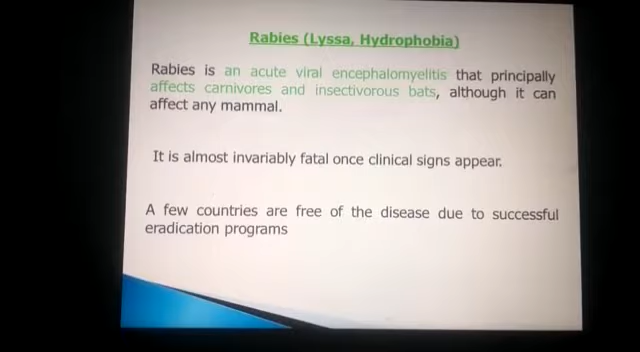 Rabies (Lyssa, Hydrophobia)
Rabies is an acute viral encephalomyelitis that principally
affects carnivores and insectivorous bats, although it can
affect any mammal.
It is almost invariably fatal once clinical signs appear.
A few countries are free of the disease due to successful
eradication programs